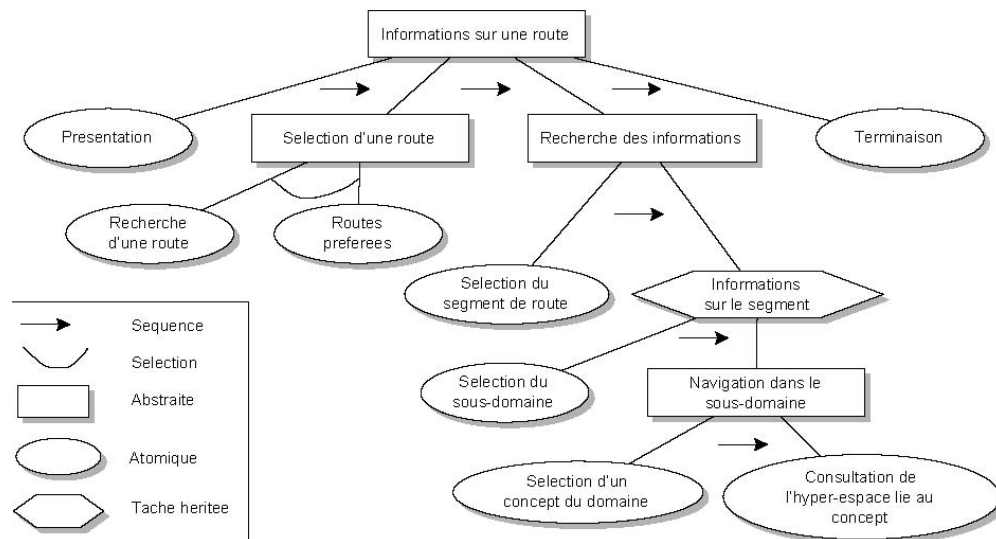 Informations sur une route
Presentation
Selection d'une route
Recherche des informations
Terminaison
Recherche
d'une route
Routes
preferees
Selection du
segment de route
Informations
sur le segment
Selection du
sous-domaine
Navigation dans le
sous-domaine
Selection d'un
concept du domaine
Consultation de
l'hyper-espace lie au
concept
Sequence
Selection
Abstraite
Atomique
Tache heritee